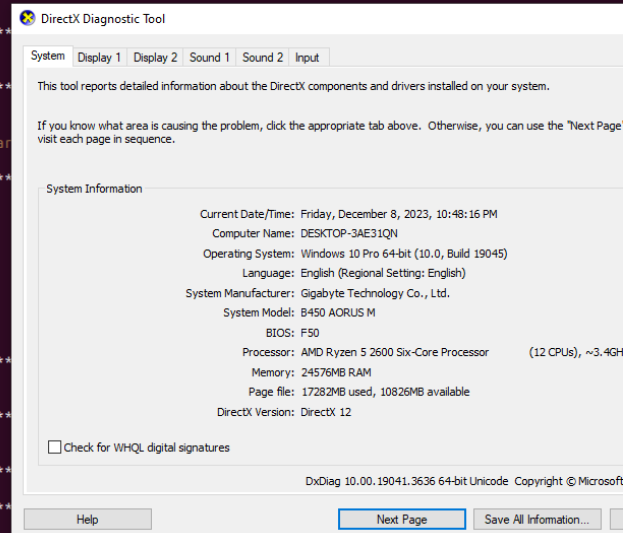 DirectX Diagnostic Tool
System Display 1 Display 2 Sound 1 Sound 2 Input
This tool reports detailed information about the DirectX components and drivers installed on your system.
If you know what area is causing the problem, click the appropriate tab above. Otherwise, you can use the "Next Page"
visit each page in sequence.
System Information
Current Date/Time: Friday, December 8, 2023, 10:48:16 PM
Computer Name: DESKTOP-3AE31QN
Operating System: Windows 10 Pro 64-bit (10.0, Build 19045)
Language: English (Regional Setting: English)
System Manufacturer: Gigabyte Technology Co., Ltd.
System Model: B450 AORUS M
BIOS: F50
Processor: AMD Ryzen 5 2600 Six-Core Processor (12 CPUs), ~3.4GH
Memory: 24576MB RAM
Page file: 17282MB used, 10826MB available
DirectX Version: DirectX 12
Check for WHQL digital signatures
DxDiag 10.00.19041.3636 64-bit Unicode Copyright © Microsoft
Help Next Page Save All Information...